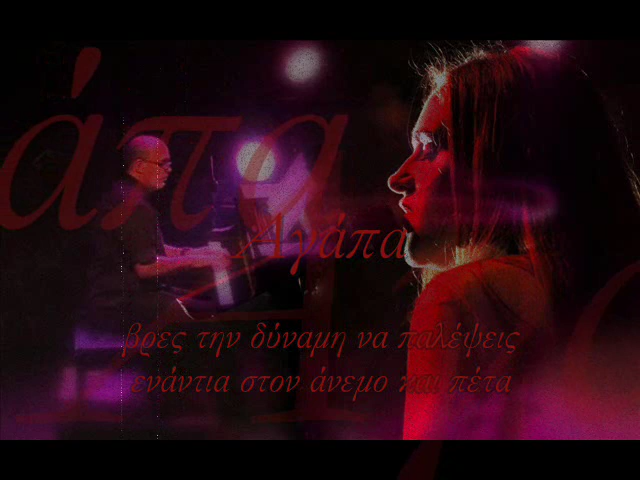 άπα
Αγάπα
βρες την δύναμη να παλέψεις
ενάντια στον άνεμο και πέτα